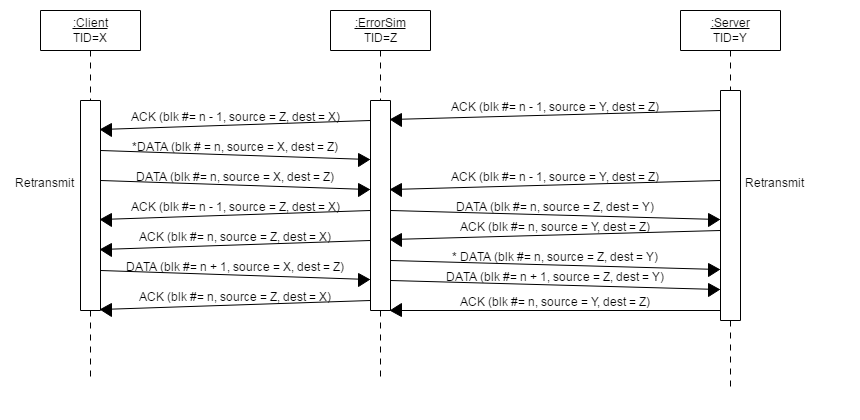 :Client
TID=X
:ErrorSim
TID=Z
:Server
TID=Y
ACK (blk #= n - 1, source = Y, dest = Z)
ACK (blk #= n - 1, source = Z, dest = X)
*DATA (blk # = n, source = X, dest = Z)
Retransmit
DATA (blk #= n, source = X, dest = Z)
ACK (blk #= n - 1, source = Y, dest = Z)
Retransmit
ACK (blk #= n - 1, source = Z, dest = X)
DATA (blk #= n, source = Z, dest = Y)
ACK (blk #= n, source = Y, dest = Z)
ACK (blk #= n, source = Z, dest = X)
* DATA (blk #= n, source = Z, dest = Y)
DATA (blk #= n + 1, source = X, dest = Z)
DATA (blk #= n + 1, source = Z, dest = Y)
ACK (blk #= n, source = Z, dest = X)
ACK (blk #= n, source = Y, dest = Z)